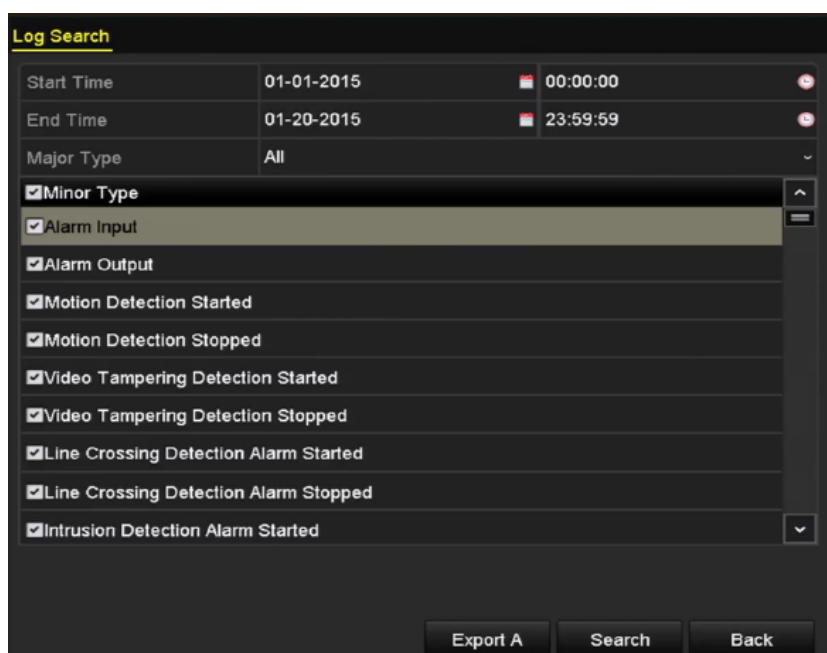 Log Search
Start Time 01-01-2015 00:00:00
End Time 01-20-2015 23:59:59
Major Type All
Minor Type
Alarm Input
Alarm Output
Motion Detection Started
Motion Detection Stopped
Video Tampering Detection Started
Video Tampering Detection Stopped
Line Crossing Detection Alarm Started
Line Crossing Detection Alarm Stopped
Intrusion Detection Alarm Started
Export A Search Back